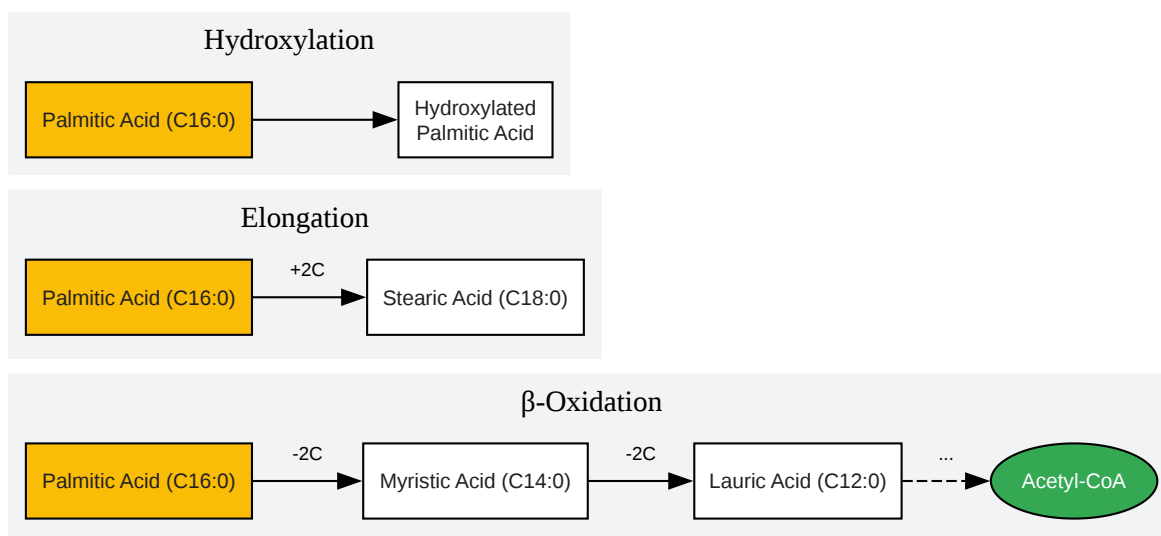 Hydroxylation
Palmitic Acid (C16:0)
Hydroxylated
Palmitic Acid
Elongation
Palmitic Acid (C16:0)
+2C
Stearic Acid (C18:0)
β-Oxidation
Palmitic Acid (C16:0)
-2C
Myristic Acid (C14:0)
-2C
Lauric Acid (C12:0)
...
Acetyl-CoA